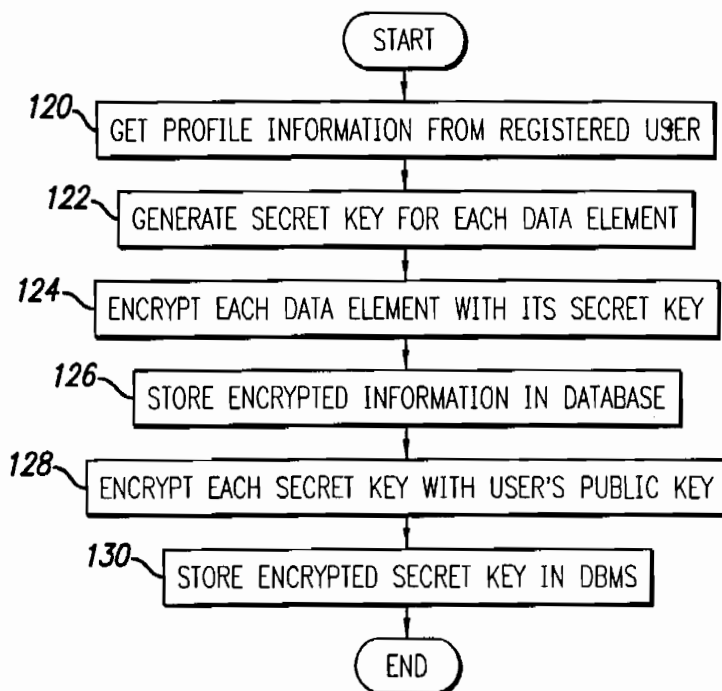 START
120
GET PROFILE INFORMATION FROM REGISTERED USER
122
GENERATE SECRET KEY FOR EACH DATA ELEMENT
124
ENCRYPT EACH DATA ELEMENT WITH ITS SECRET KEY
126
STORE ENCRYPTED INFORMATION IN DATABASE
128
ENCRYPT EACH SECRET KEY WITH USER'S PUBLIC KEY
130
STORE ENCRYPTED SECRET KEY IN DBMS
END